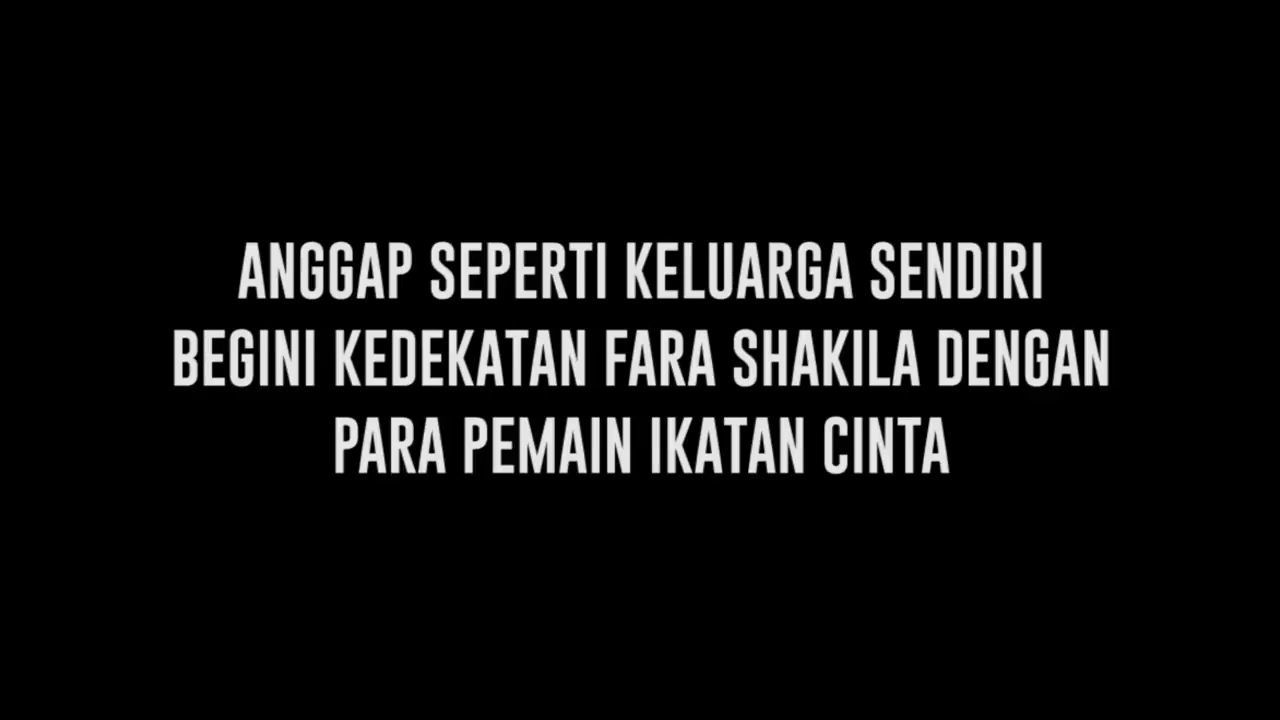 ANGGAP SEPERTI KELUARGA SENDIRI
BEGINI KEDEKATAN FARA SHAKILA DENGAN
PARA PEMAIN IKATAN CINTA